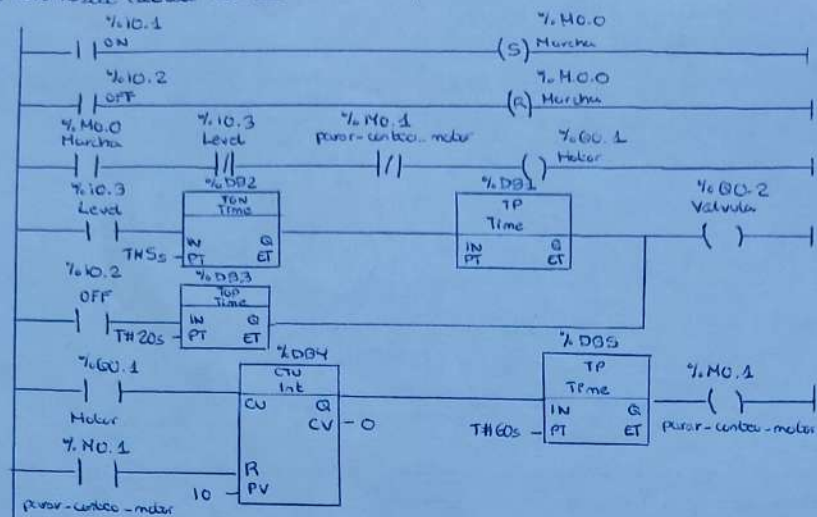 %I0.1
ON
%M0.0
(S) Marcha
%I0.2
OFF
%M.0.0
(R) Marcha
%M0.0
Marcha
%I0.3
Level
%M0.1
parar-conteo-motor
%Q0.1
Motor
%I0.3
Level
%DB2
TON
Time
IN Q
T#5s PT ET
%DB1
TP
Time
IN Q
PT ET
%Q0.2
Valvula
%I0.2
OFF
%DB3
Time
IN Q
T#20s PT ET
%Q0.1
Motor
%DB4
CTU
Int
CU Q
CV - 0
R
10 PV
%M0.1
parar-conteo-motor
%DB5
TP
Time
IN Q
T#60s PT ET
%M0.1
parar-conteo-motor